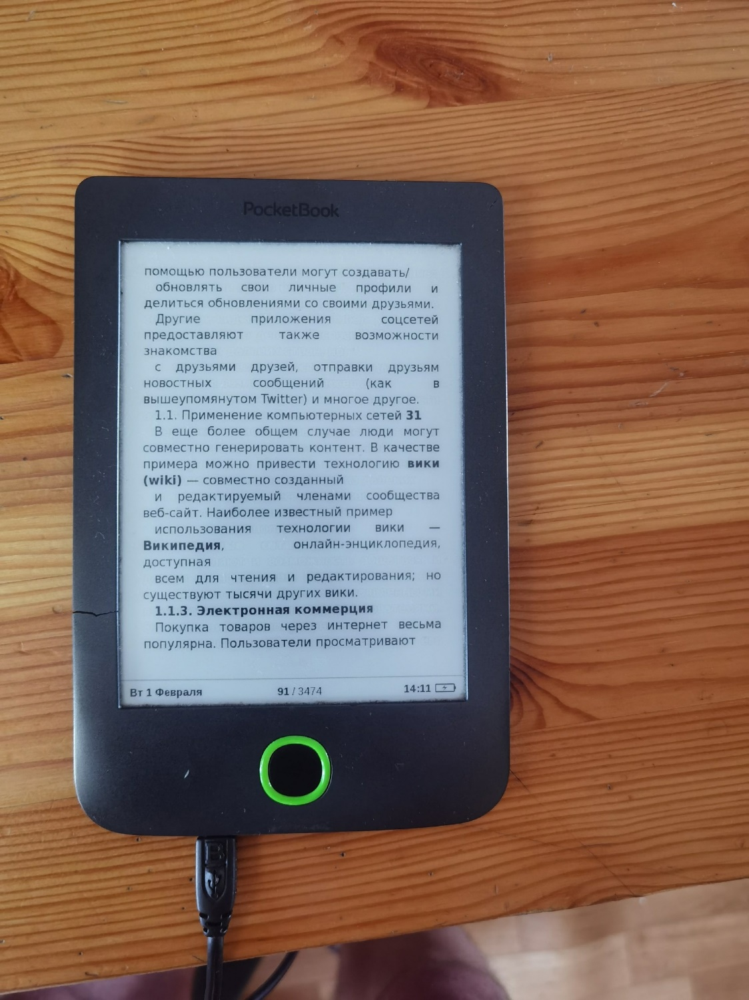 PocketBook
помощью пользователи могут создавать/
обновлять свои личные профили и
делиться обновлениями со своими друзьями.
Другие приложения соцсетей
предоставляют также возможности
знакомства
с друзьями друзей, отправки друзьям
новостных сообщений (как в
вышеупомянутом Twitter) и многое другое.
1.1. Применение компьютерных сетей 31
В еще более общем случае люди могут
совместно генерировать контент. В качестве
примера можно привести технологию вики
(wiki) — совместно созданный
и редактируемый членами сообщества
веб-сайт. Наиболее известный пример
использования технологии вики —
Википедия, онлайн-энциклопедия,
доступная
всем для чтения и редактирования; но
существуют тысячи других вики.
1.1.3. Электронная коммерция
Покупка товаров через интернет весьма
популярна. Пользователи просматривают
Вт 1 Февраля 91 / 3474 14:11
B